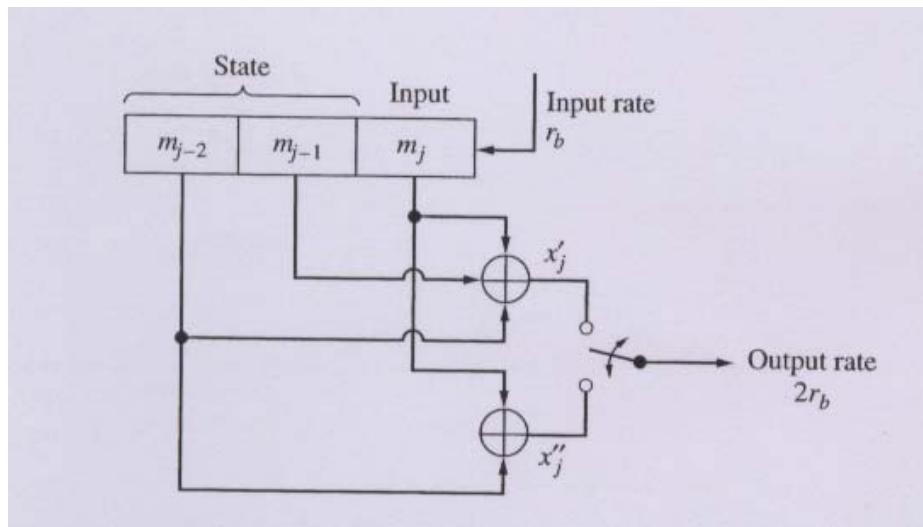 State
Input
Input rate
r_b
m_{j-2} m_{j-1} m_j
x'_j
Output rate
2r_b
x''_j